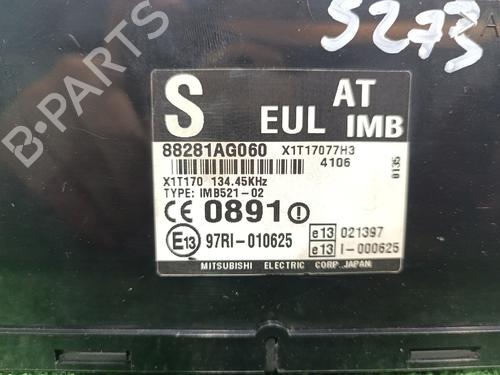 5273
A
S EUL AT IMB
88281AG060 X1T17077H3
4106
X1T170 134.45KHz
TYPE: IMB521-02
0135
CE 0891
E13 97RI-010625
e13 021397
e13 I-000625
MITSUBISHI ELECTRIC CORP. JAPAN
B-PARTS